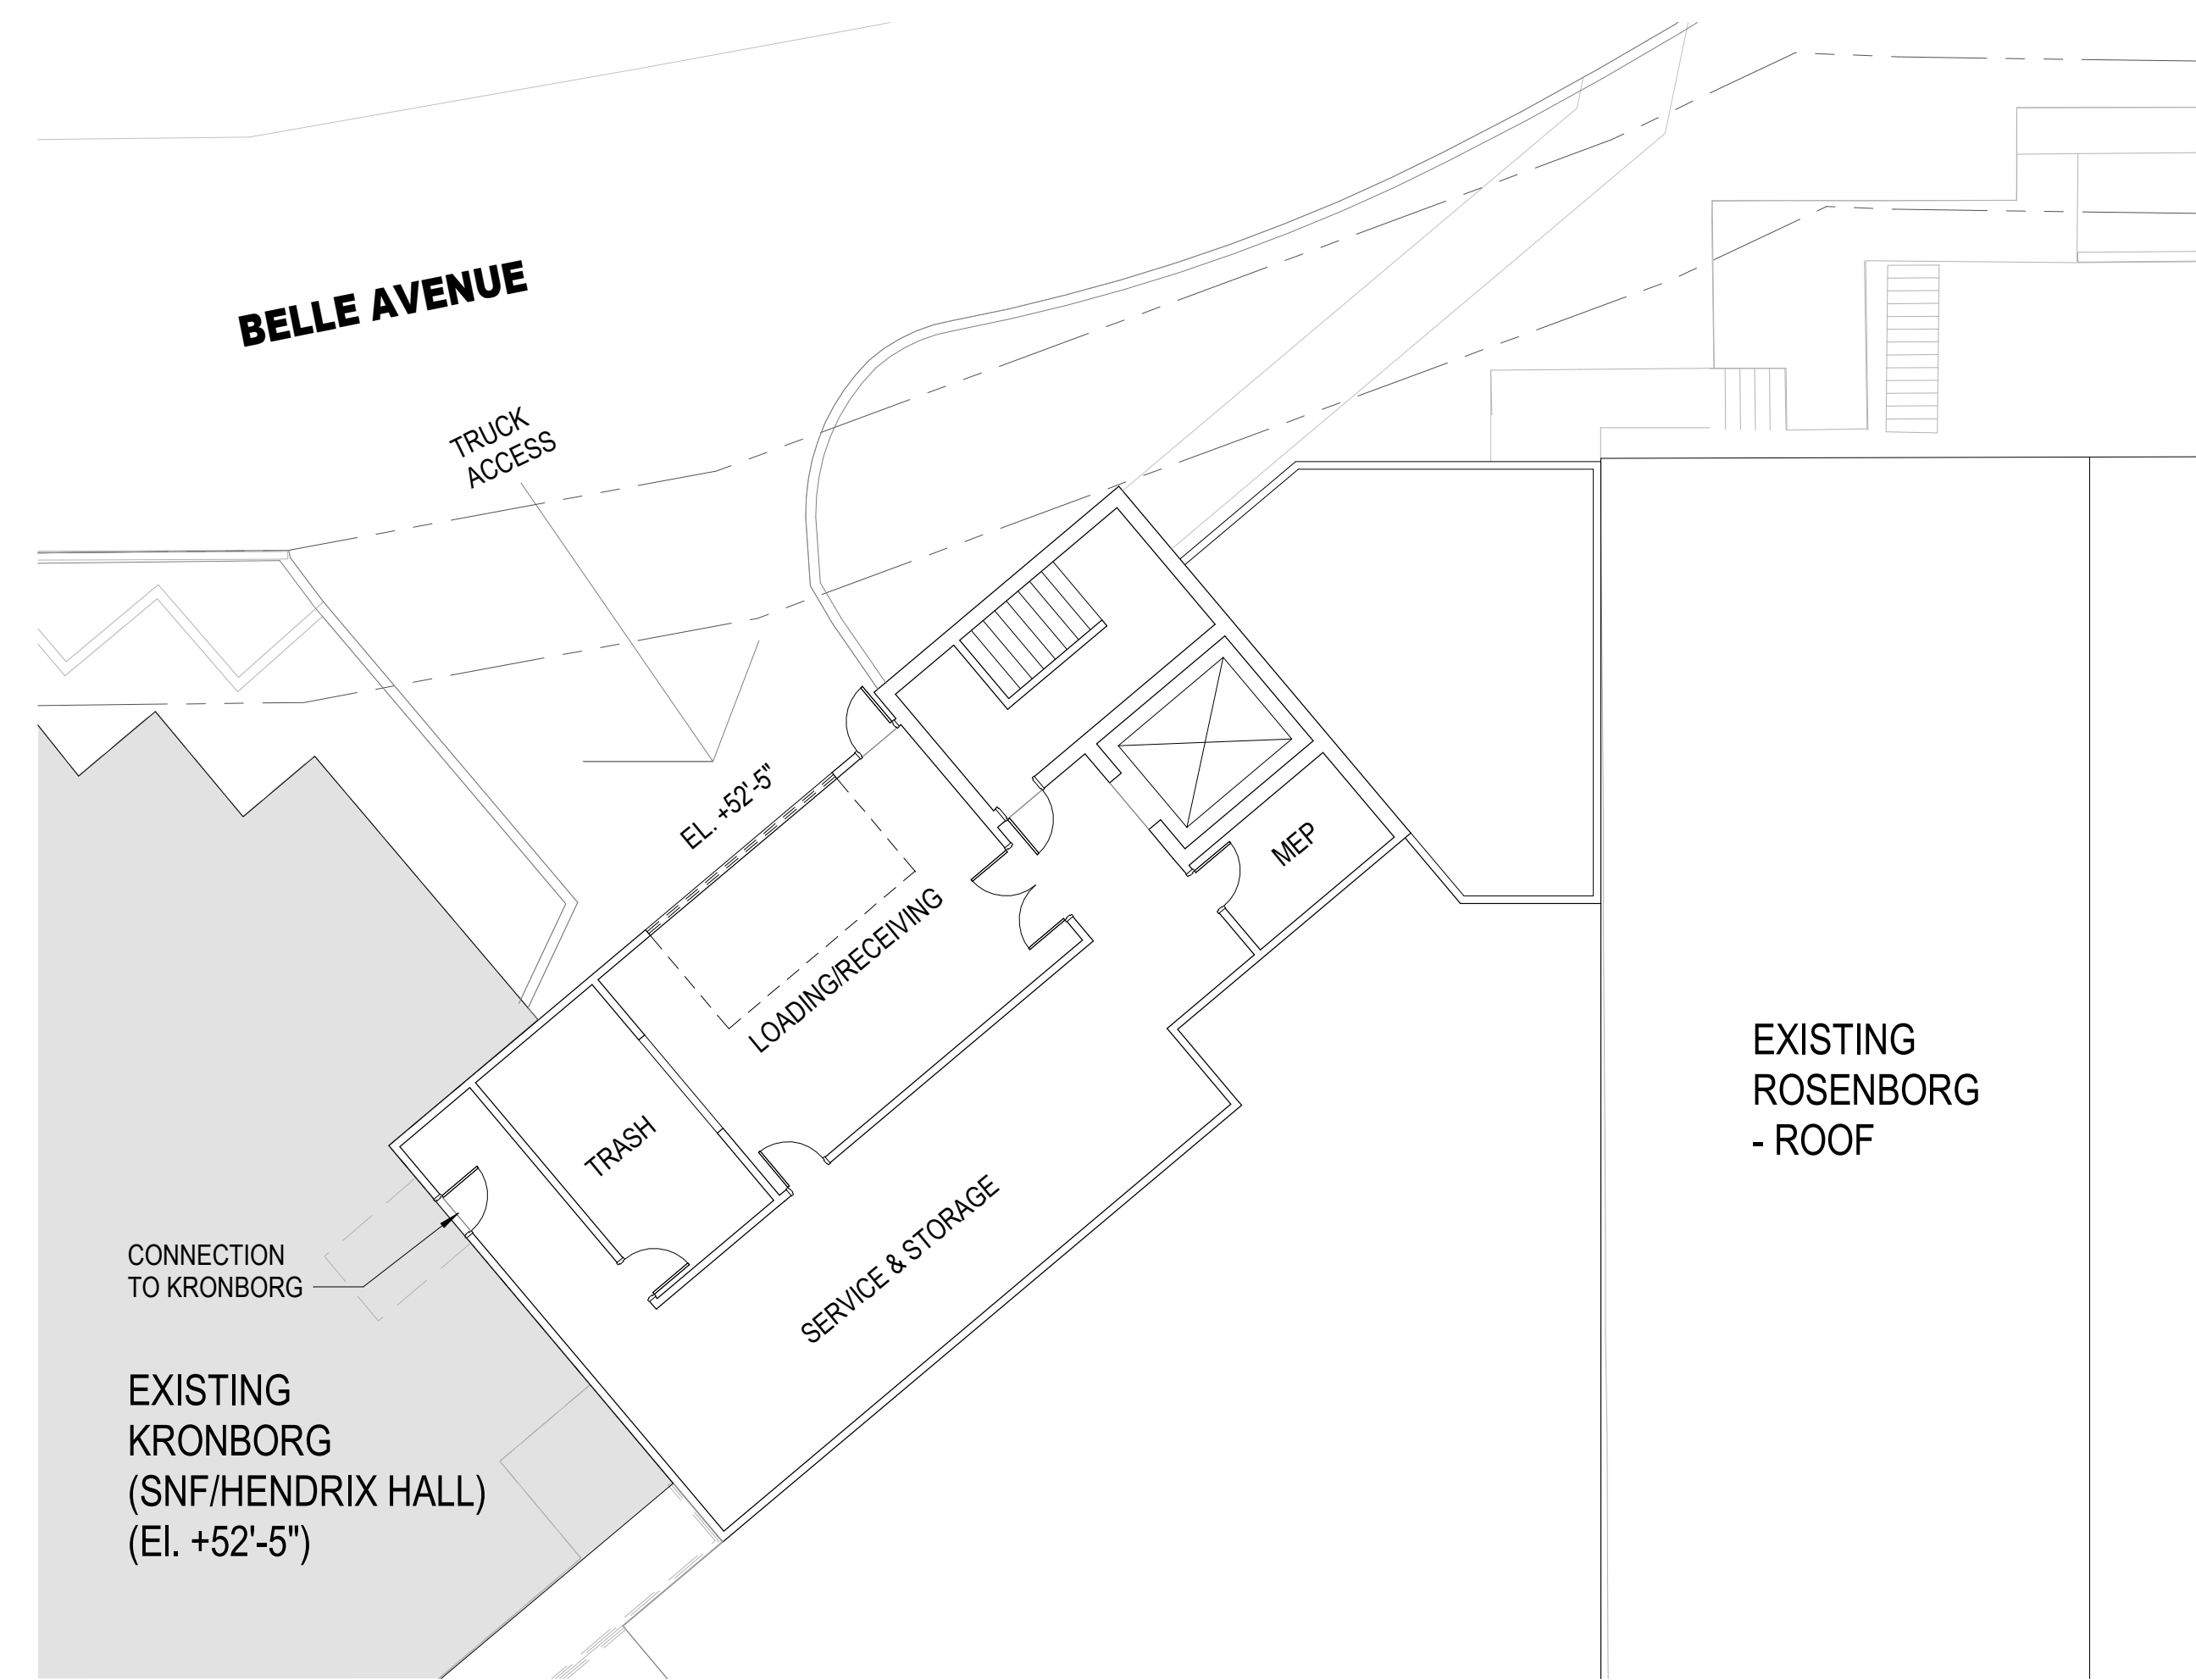 BELLE AVENUE
TRUCK
ACCESS
EL. +52'-5"
MEP
LOADING/RECEIVING
TRASH
SERVICE & STORAGE
CONNECTION
TO KRONBORG
EXISTING
KRONBORG
(SNF/HENDRIX HALL)
(El. +52'-5")
EXISTING
ROSENBORG
- ROOF